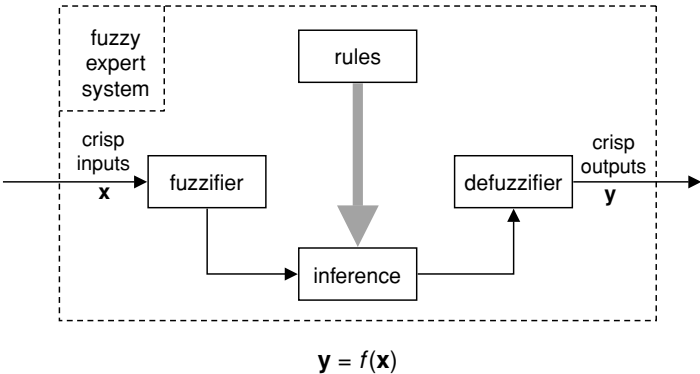 fuzzy
expert
system
rules
crisp
inputs
x
fuzzifier
defuzzifier
crisp
outputs
y
inference
y = f(x)